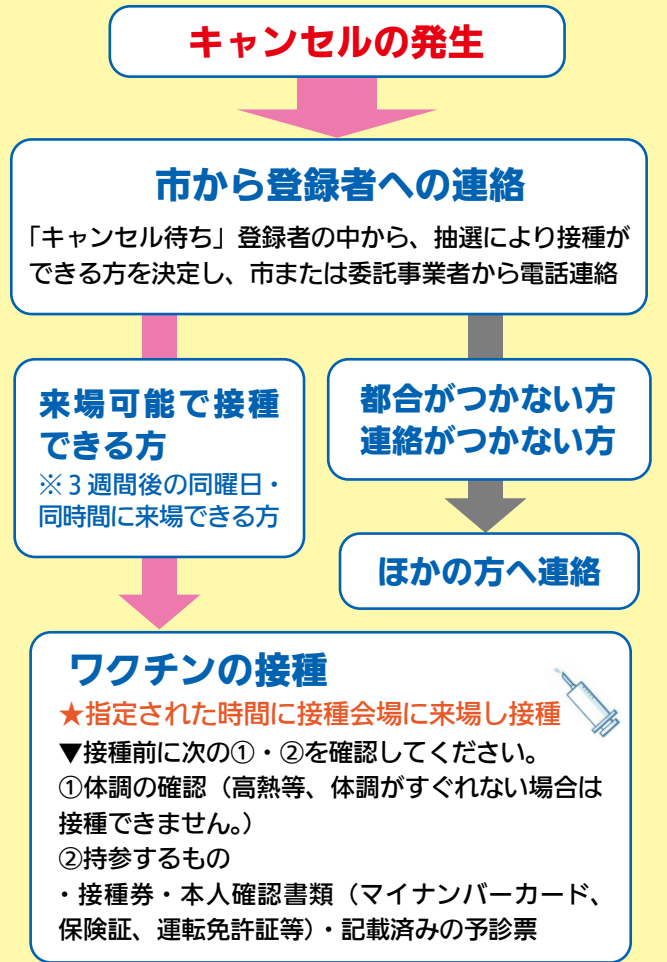 キャンセルの発生
市から登録者への連絡
「キャンセル待ち」登録者の中から、抽選により接種が
できる方を決定し、市または委託事業者から電話連絡
来場可能で接種
できる方
※３週間後の同曜日・
同時間に来場できる方
都合がつかない方
連絡がつかない方
ほかの方へ連絡
ワクチンの接種
★指定された時間に接種会場に来場し接種
▼接種前に次の①・②を確認してください。
①体調の確認（高熱等、体調がすぐれない場合は
接種できません。）
②持参するもの
・接種券・本人確認書類（マイナンバーカード、
保険証、運転免許証等）・記載済みの予診票